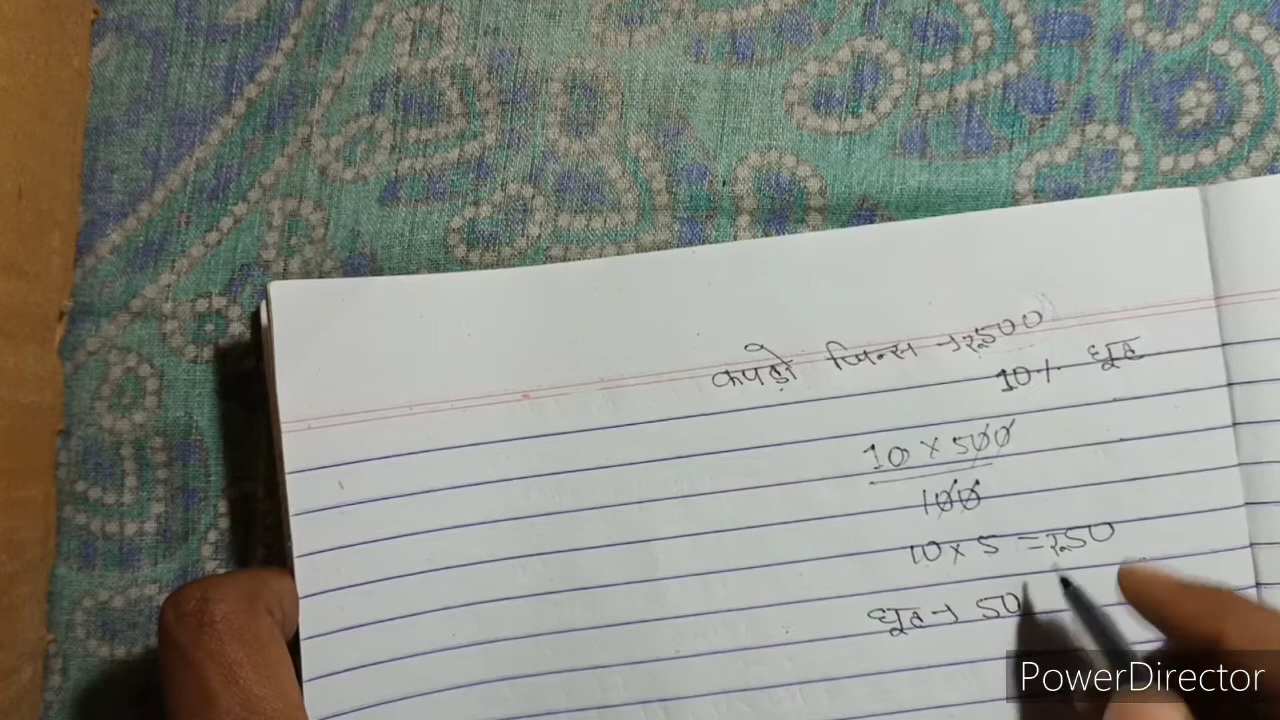 कपड़ो जिन्स → रू500
10% छूट
10 × 500
100
10 × 5 = रू50
छूट → 50
PowerDirector